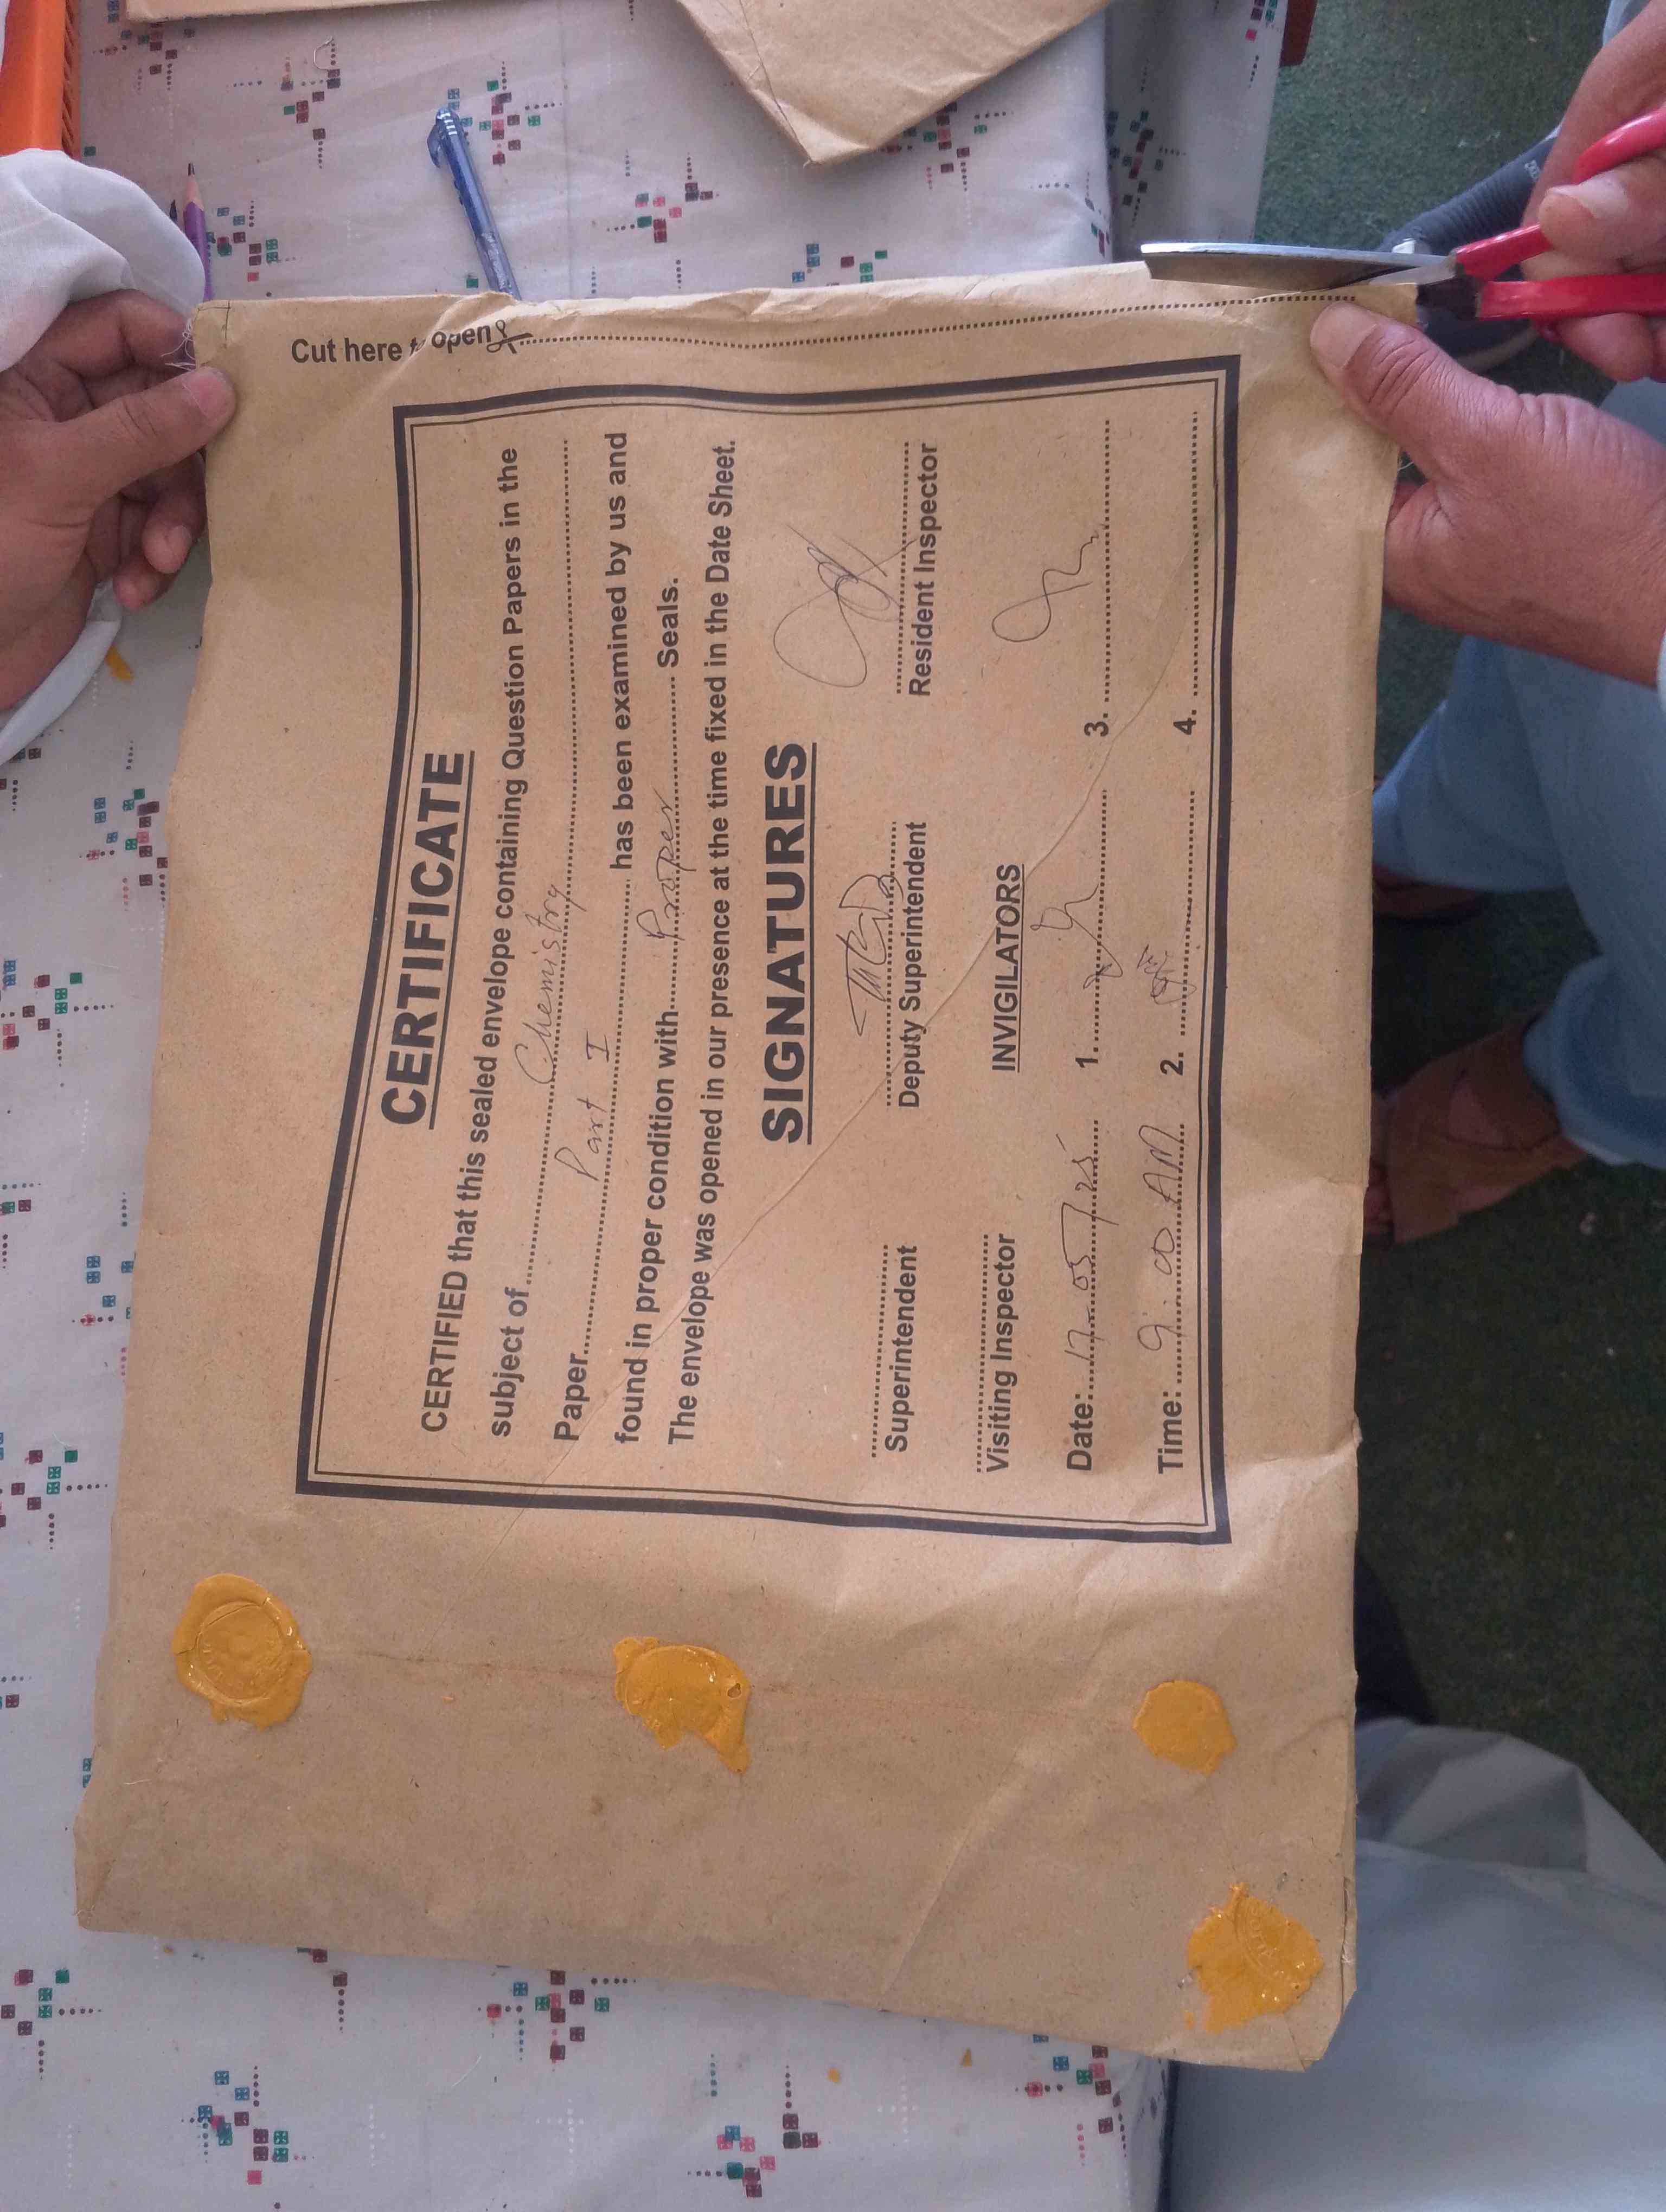 Cut here to open
CERTIFICATE
CERTIFIED that this sealed envelope containing Question Papers in the
subject of Chemistry
Paper Part I has been examined by us and
found in proper condition with Proper Seals.
The envelope was opened in our presence at the time fixed in the Date Sheet.
SIGNATURES
Superintendent Deputy Superintendent Resident Inspector
Visiting Inspector INVIGILATORS
Date: 17-05-/25 1. 3.
Time: 9:00 AM 2. 4.